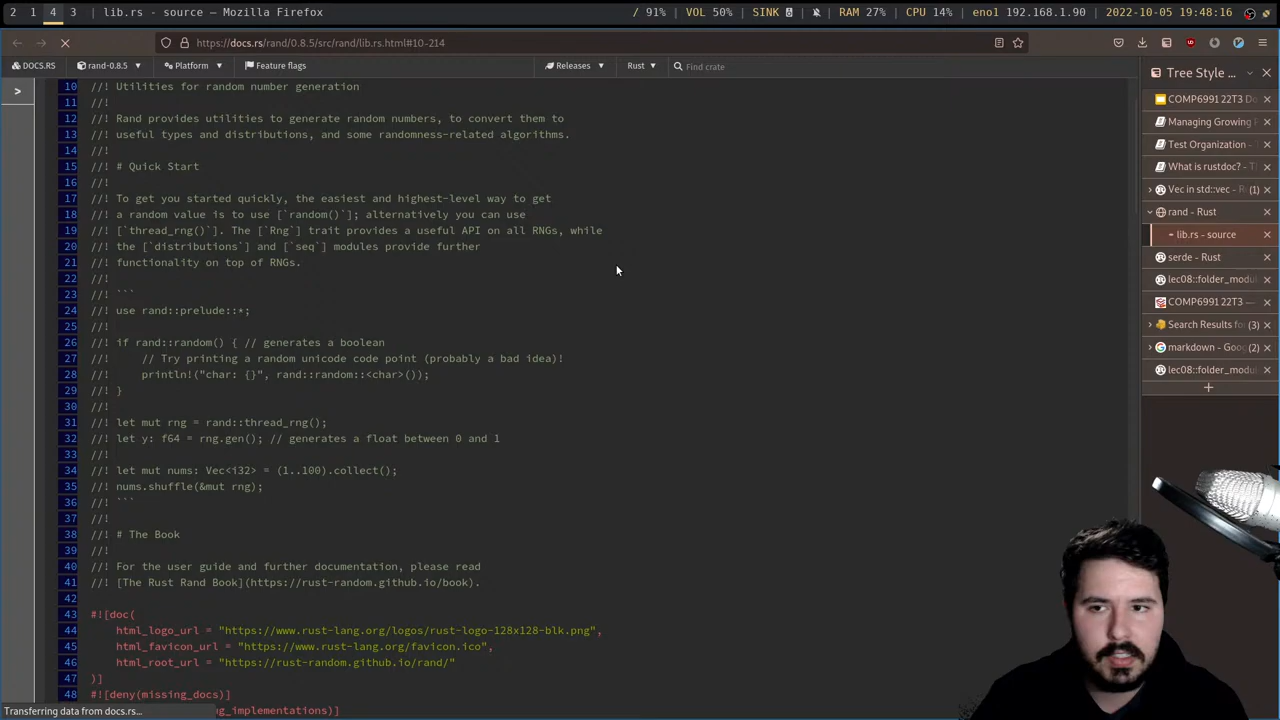 2 1 4 3 lib.rs - source — Mozilla Firefox / 91% VOL 50% SINK RAM 27% CPU 14% eno1 192.168.1.90 2022-10-05 19:48:16
https://docs.rs/rand/0.8.5/src/rand/lib.rs.html#10-214
DOCS.RS rand-0.8.5 Platform Feature flags Releases Rust Find crate
>
10 //! Utilities for random number generation
11 //!
12 //! Rand provides utilities to generate random numbers, to convert them to
13 //! useful types and distributions, and some randomness-related algorithms.
14 //!
15 //! # Quick Start
16 //!
17 //! To get you started quickly, the easiest and highest-level way to get
18 //! a random value is to use [`random()`]; alternatively you can use
19 //! [`thread_rng()`]. The [`Rng`] trait provides a useful API on all RNGs, while
20 //! the [`distributions`] and [`seq`] modules provide further
21 //! functionality on top of RNGs.
22 //!
23 //! ```
24 //! use rand::prelude::*;
25 //!
26 //! if rand::random() { // generates a boolean
27 //!     // Try printing a random unicode code point (probably a bad idea)!
28 //!     println!("char: {}", rand::random::<char>());
29 //! }
30 //!
31 //! let mut rng = rand::thread_rng();
32 //! let y: f64 = rng.gen(); // generates a float between 0 and 1
33 //!
34 //! let mut nums: Vec<i32> = (1..100).collect();
35 //! nums.shuffle(&mut rng);
36 //! ```
37 //!
38 //! # The Book
39 //!
40 //! For the user guide and further documentation, please read
41 //! [The Rust Rand Book](https://rust-random.github.io/book).
42
43 #![doc(
44     html_logo_url = "https://www.rust-lang.org/logos/rust-logo-128x128-blk.png",
45     html_favicon_url = "https://www.rust-lang.org/favicon.ico",
46     html_root_url = "https://rust-random.github.io/rand/"
47 )]
48 #![deny(missing_docs)]
Transfering data from docs.rs… ng_implementations)]
Tree Style ...
COMP6991 22T3 Do
Managing Growing
Test Organization -
What is rustdoc? - T
Vec in std::vec - R (1)
rand - Rust
lib.rs - source
serde - Rust
lec08::folder_modu
COMP6991 22T3 —
Search Results for (3)
markdown - Goog (2)
lec08::folder_modu
+